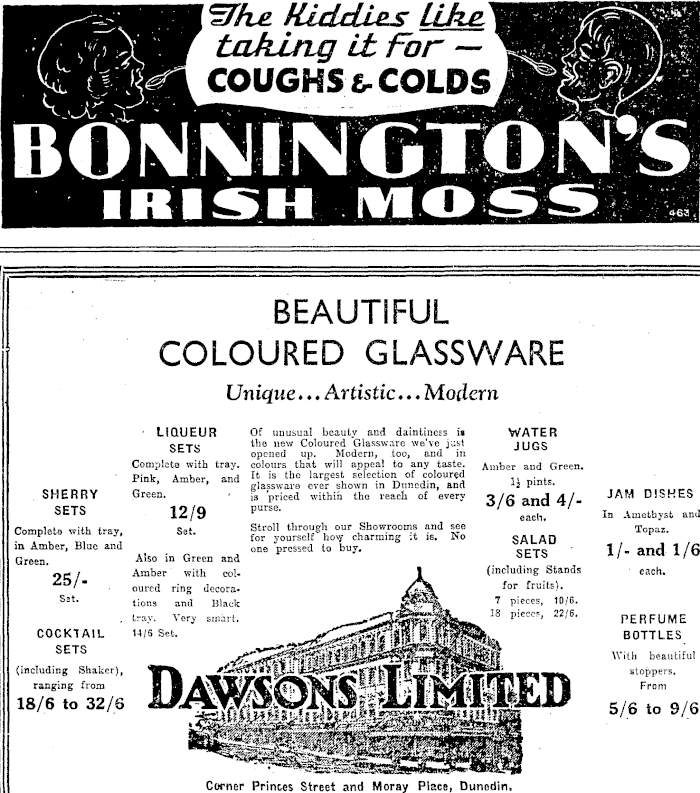 The Kiddies like
taking it for —
COUGHS & COLDS
BONNINGTON'S
IRISH MOSS
463
BEAUTIFUL
COLOURED GLASSWARE
Unique...Artistic...Modern
SHERRY
SETS
Complete with tray,
in Amber, Blue and
Green.
25/-
Set.
COCKTAIL
SETS
(including Shaker),
ranging from
18/6 to 32/6
LIQUEUR
SETS
Complete with tray.
Pink, Amber, and
Green.
12/9
Set.
Also in Green and
Amber with col-
oured ring decora-
tions and Black
tray. Very smart.
14/6 Set.
Of unusual beauty and daintiness is
the new Coloured Glassware we've just
opened up. Modern, too, and in
colours that will appeal to any taste.
It is the largest selection of coloured
glassware ever shown in Dunedin, and
is priced within the reach of every
purse.
Stroll through our Showrooms and see
for yourself how charming it is. No
one pressed to buy.
WATER
JUGS
Amber and Green.
1½ pints.
3/6 and 4/-
each.
SALAD
SETS
(including Stands
for fruits).
7 pieces, 10/6.
18 pieces, 22/6.
JAM DISHES
In Amethyst and
Topaz.
1/- and 1/6
each.
PERFUME
BOTTLES
With beautiful
stoppers.
From
5/6 to 9/6
DAWSONS LIMITED
Corner Princes Street and Moray Place, Dunedin.